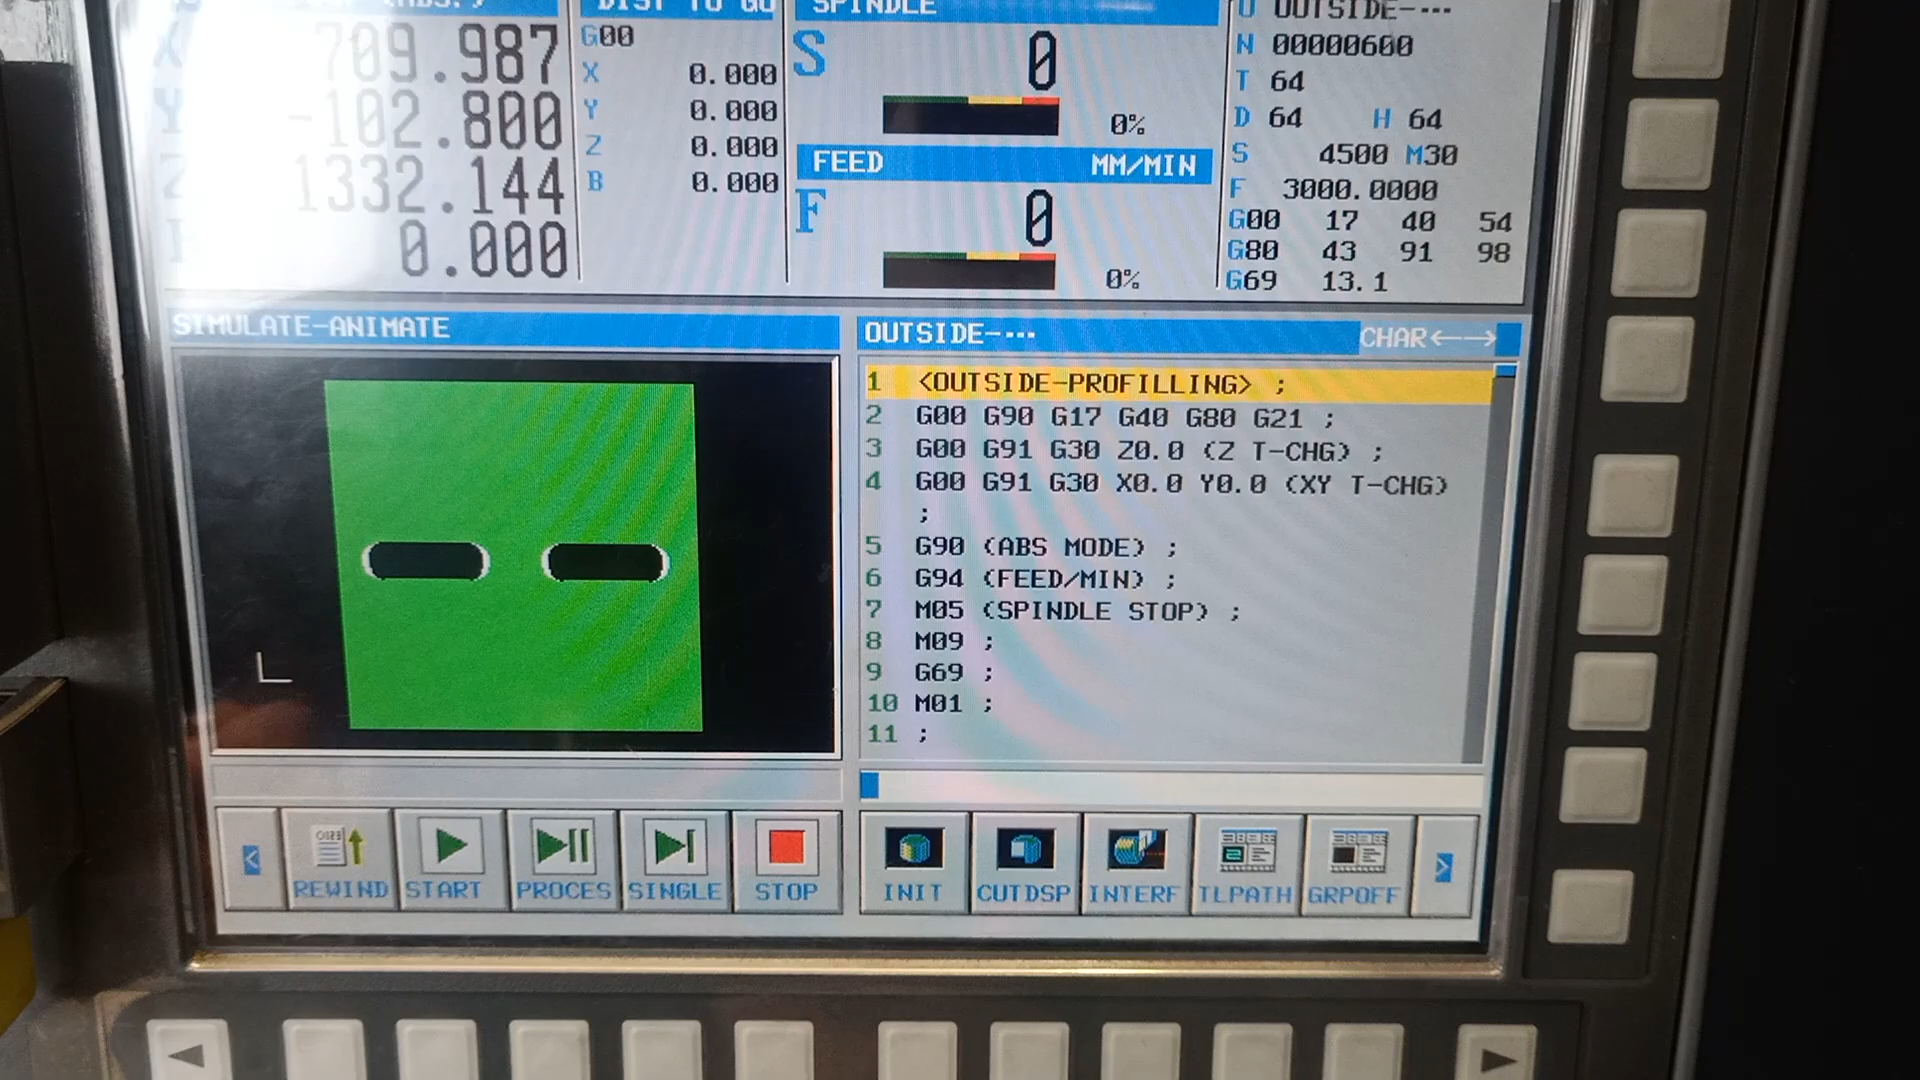 DIST TO GO
SPINDLE
OUTSIDE-···
X 709.987
G00
S 0
N 00000600
X 0.000
T 64
Y -102.800
Y 0.000
0%
D 64 H 64
Z 1332.144
Z 0.000
FEED MM/MIN
S 4500 M30
B 0.000
F 3000.0000
0.000
F 0
G00 17 40 54
G80 43 91 98
0%
G69 13.1
SIMULATE-ANIMATE
OUTSIDE-··· CHAR←→
1 <OUTSIDE-PROFILLING> ;
2 G00 G90 G17 G40 G80 G21 ;
3 G00 G91 G30 Z0.0 (Z T-CHG) ;
4 G00 G91 G30 X0.0 Y0.0 (XY T-CHG)
;
5 G90 (ABS MODE) ;
6 G94 (FEED/MIN) ;
7 M05 (SPINDLE STOP) ;
8 M09 ;
9 G69 ;
10 M01 ;
11 ;
< REWIND START PROCES SINGLE STOP INIT CUTDSP INTERF TLPATH GRPOFF >